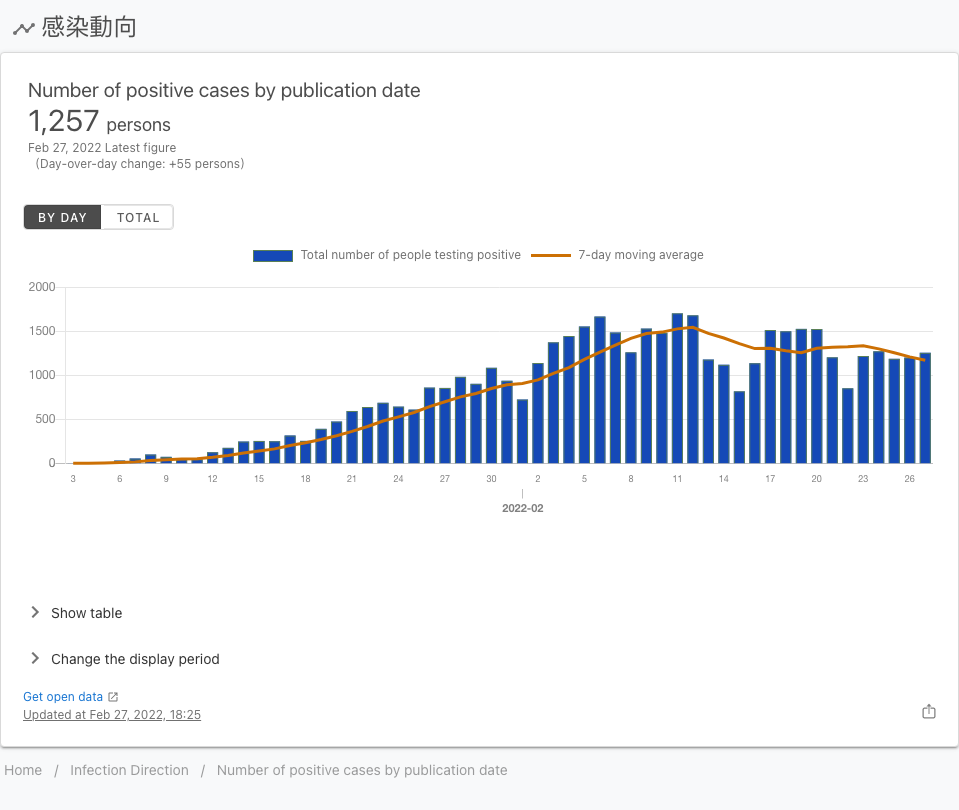 感染動向
Number of positive cases by publication date
1,257 persons
Feb 27, 2022 Latest figure
(Day-over-day change: +55 persons)
BY DAY TOTAL
Total number of people testing positive 7-day moving average
2000
1500
1000
500
0
3 6 9 12 15 18 21 24 27 30 2 5 8 11 14 17 20 23 26
2022-02
Show table
Change the display period
Get open data
Updated at Feb 27, 2022, 18:25
Home / Infection Direction / Number of positive cases by publication date